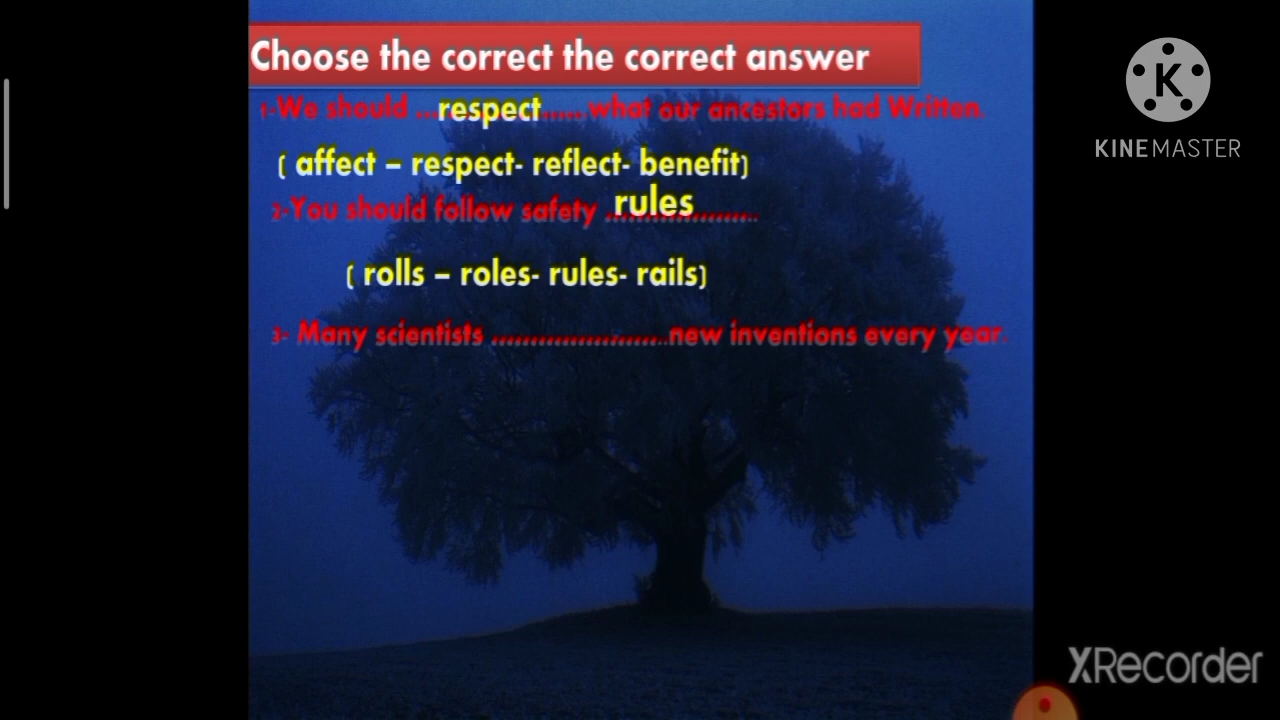 Choose the correct the correct answer
1-We should ...respect...... what our ancestors had Written.
( affect – respect- reflect- benefit)
2-You should follow safety ...rules...
( rolls – roles- rules- rails)
3- Many scientists ..........................new inventions every year.
KINEMASTER
XRecorder